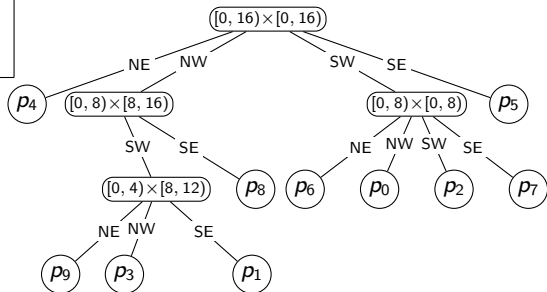 [0, 16)×[0, 16)
NE NW SW SE
p4 [0, 8)×[8, 16) [0, 8)×[0, 8) p5
SW SE NE NW SW SE
[0, 4)×[8, 12) p8 p6 p0 p2 p7
NE NW SE
p9 p3 p1